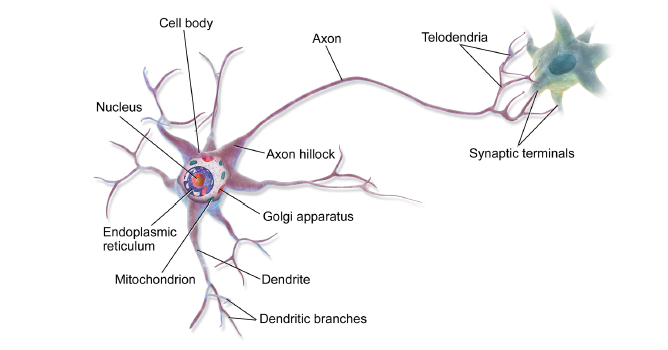 Cell body
Axon
Telodendria
Nucleus
Axon hillock
Synaptic terminals
Golgi apparatus
Endoplasmic
reticulum
Mitochondrion
Dendrite
Dendritic branches